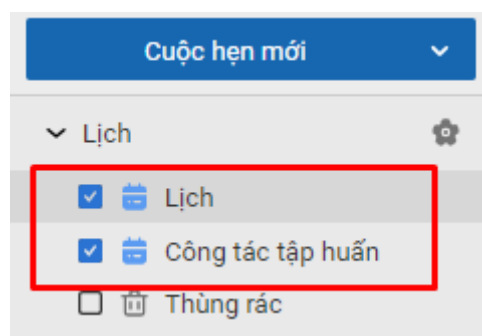 Cuộc hẹn mới
Lịch
Lịch
Công tác tập huấn
Thùng rác